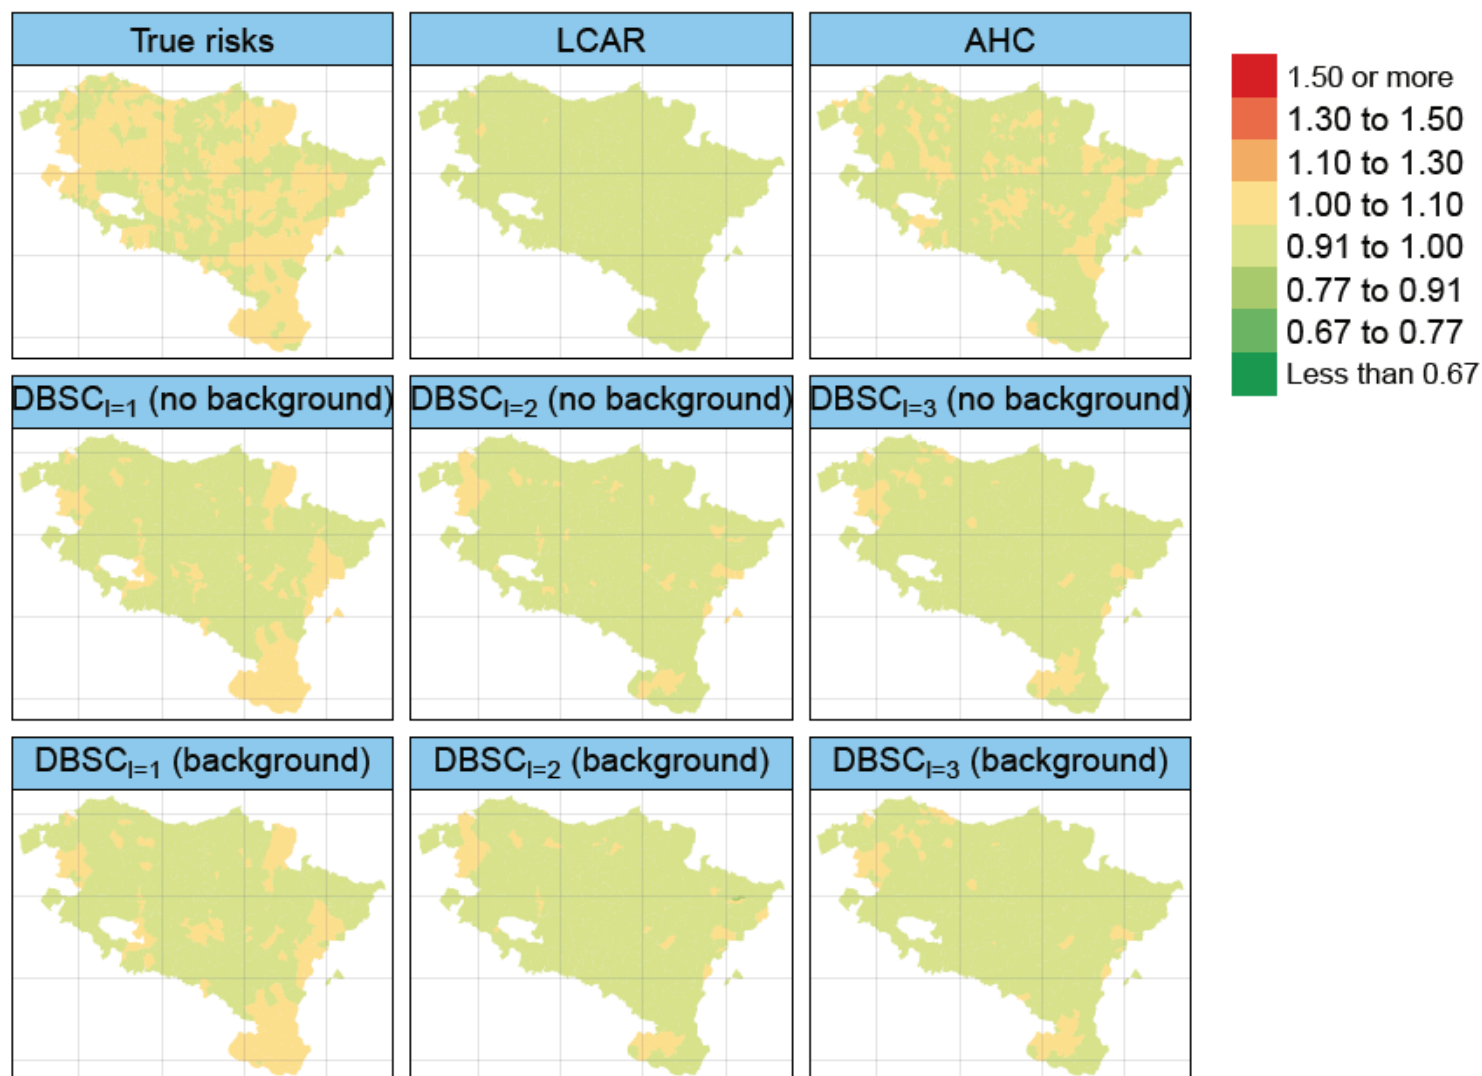 True risks
LCAR
AHC
1.50 or more
1.30 to 1.50
1.10 to 1.30
1.00 to 1.10
0.91 to 1.00
0.77 to 0.91
0.67 to 0.77
Less than 0.67
DBSCl=1 (no background)
DBSCl=2 (no background)
DBSCl=3 (no background)
DBSCl=1 (background)
DBSCl=2 (background)
DBSCl=3 (background)